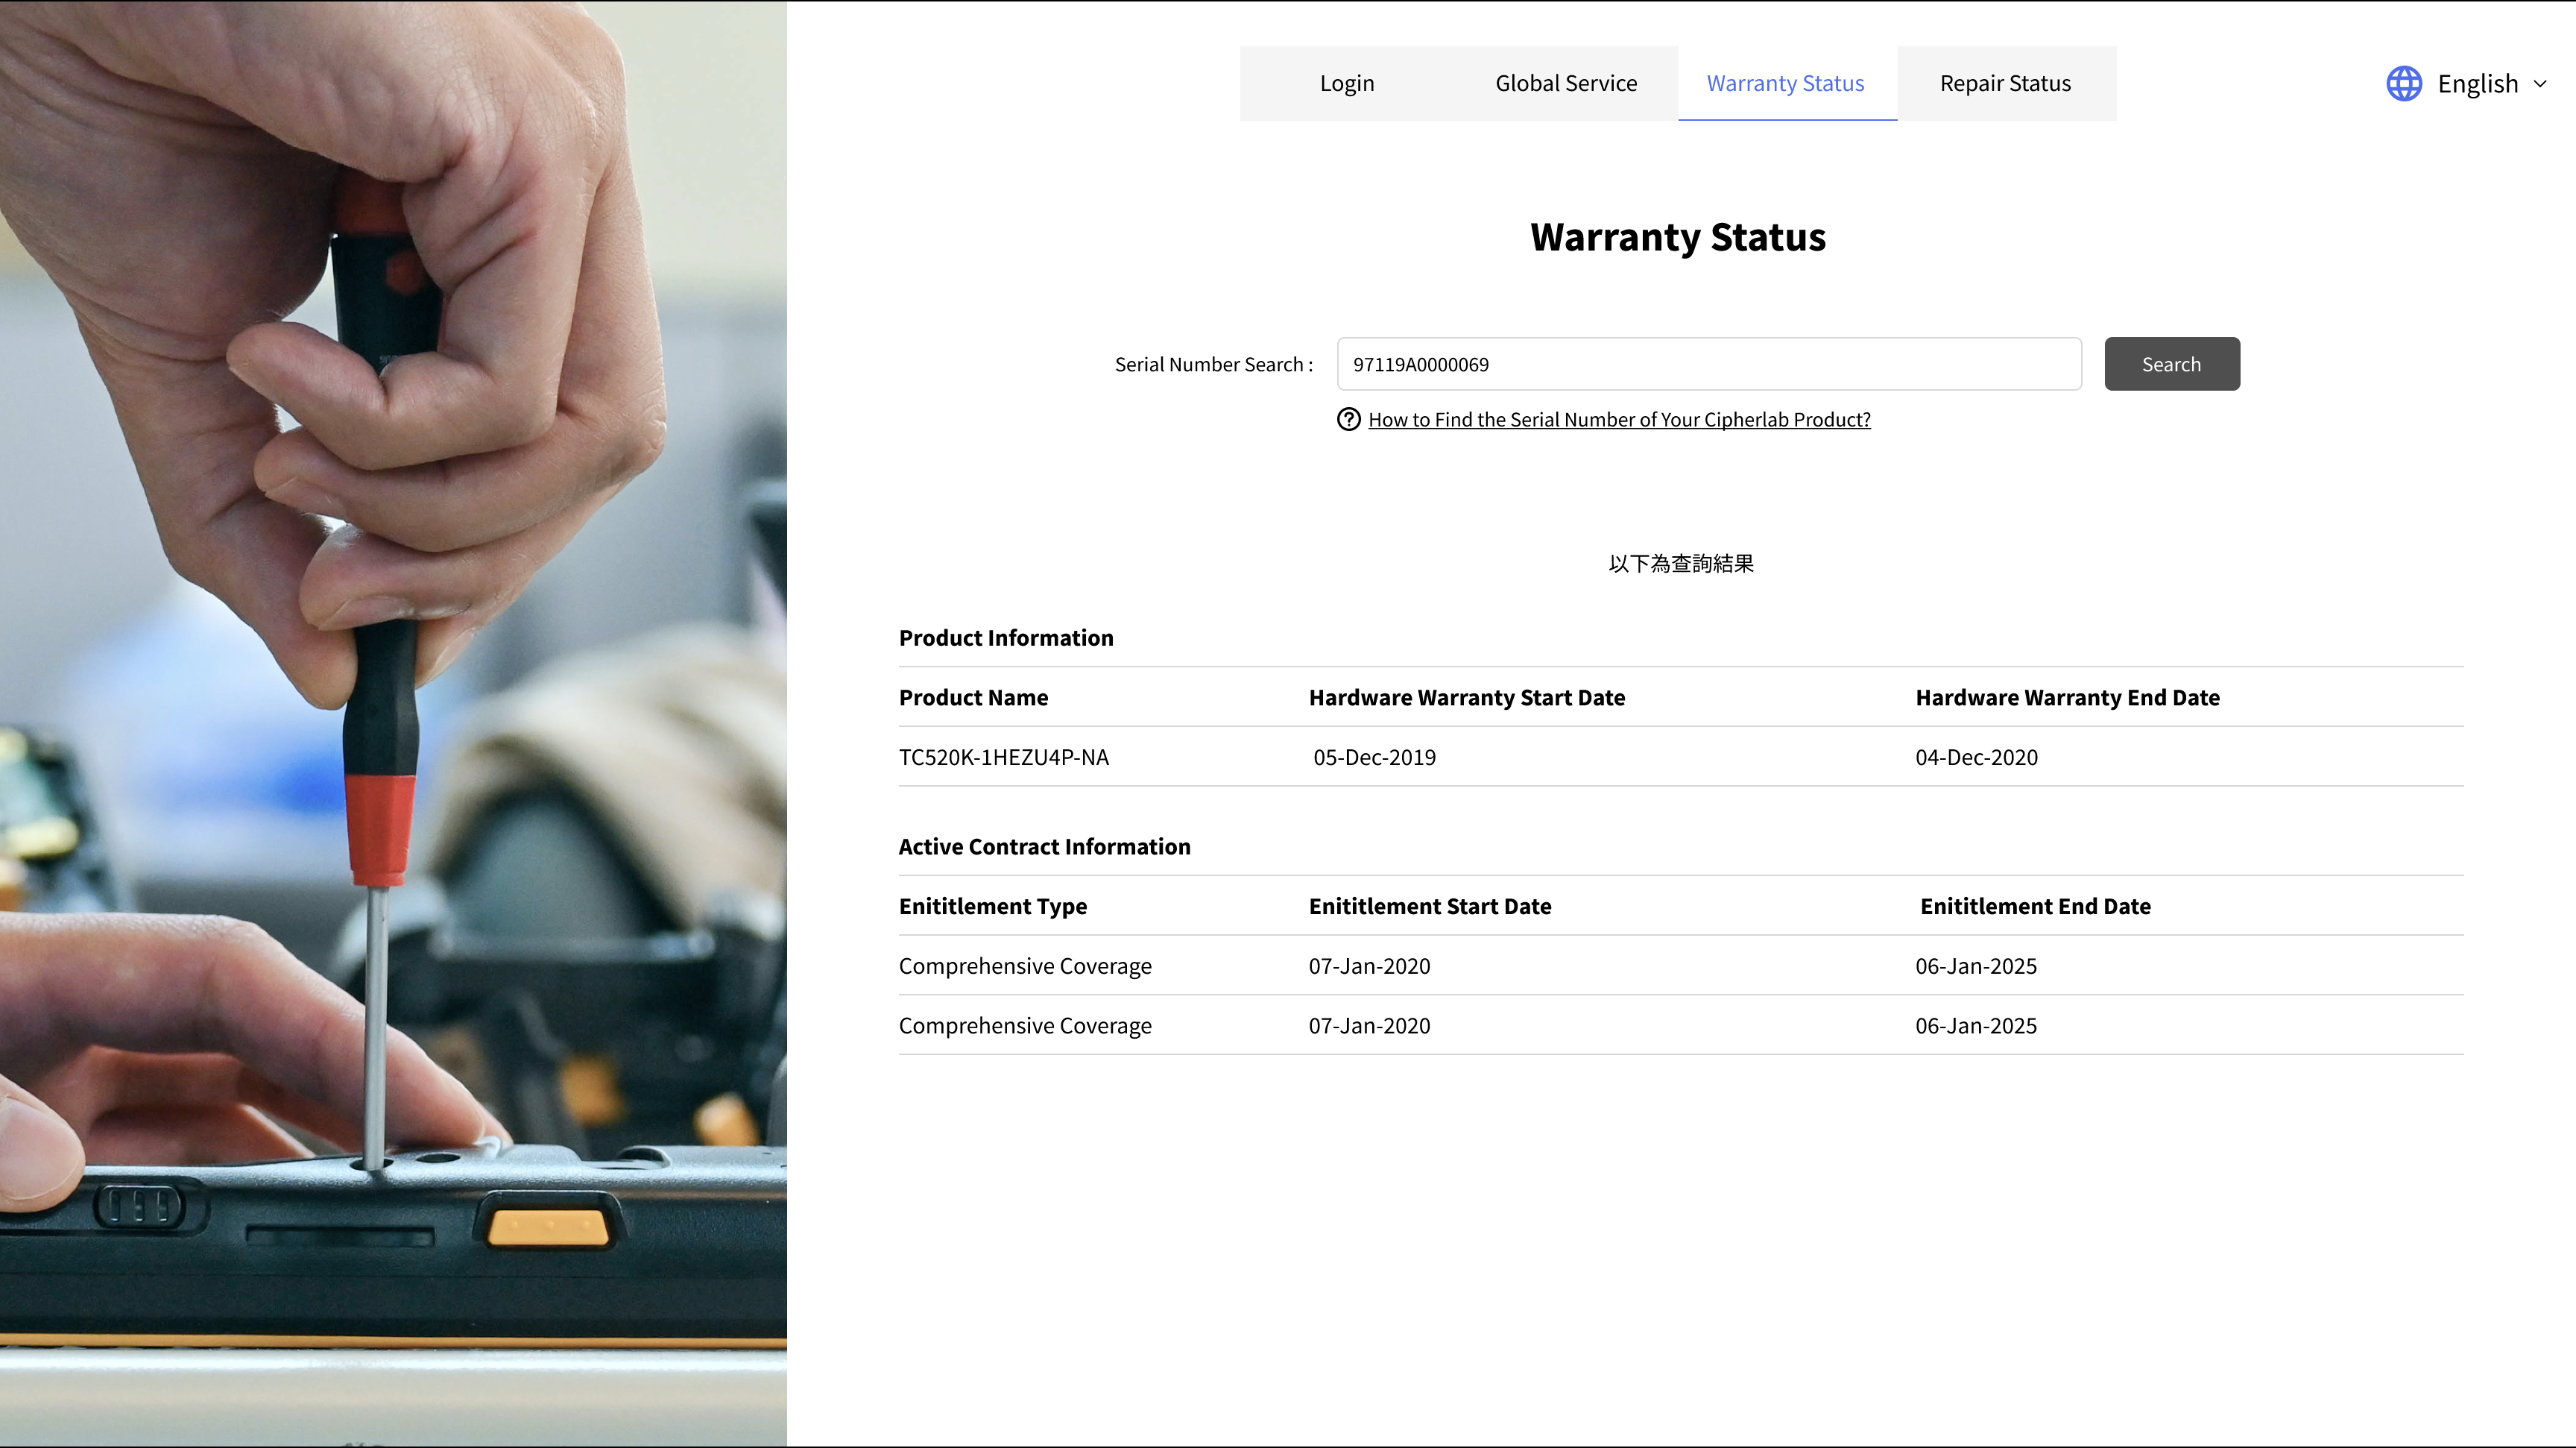 Login Global Service Warranty Status Repair Status English
Warranty Status
Serial Number Search : 97119A0000069 Search
How to Find the Serial Number of Your Cipherlab Product?
以下為查詢結果
Product Information
Product Name Hardware Warranty Start Date Hardware Warranty End Date
TC520K-1HEZU4P-NA 05-Dec-2019 04-Dec-2020
Active Contract Information
Enititlement Type Enititlement Start Date Enititlement End Date
Comprehensive Coverage 07-Jan-2020 06-Jan-2025
Comprehensive Coverage 07-Jan-2020 06-Jan-2025